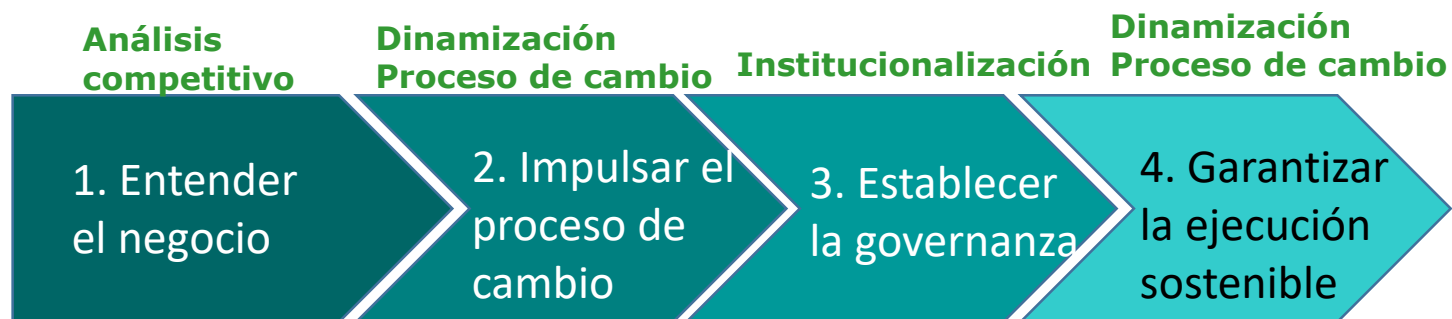 Análisis
competitivo
Dinamización
Proceso de cambio
Institucionalización
Dinamización
Proceso de cambio
1. Entender
el negocio
2. Impulsar el
proceso de
cambio
3. Establecer
la governanza
4. Garantizar
la ejecución
sostenible